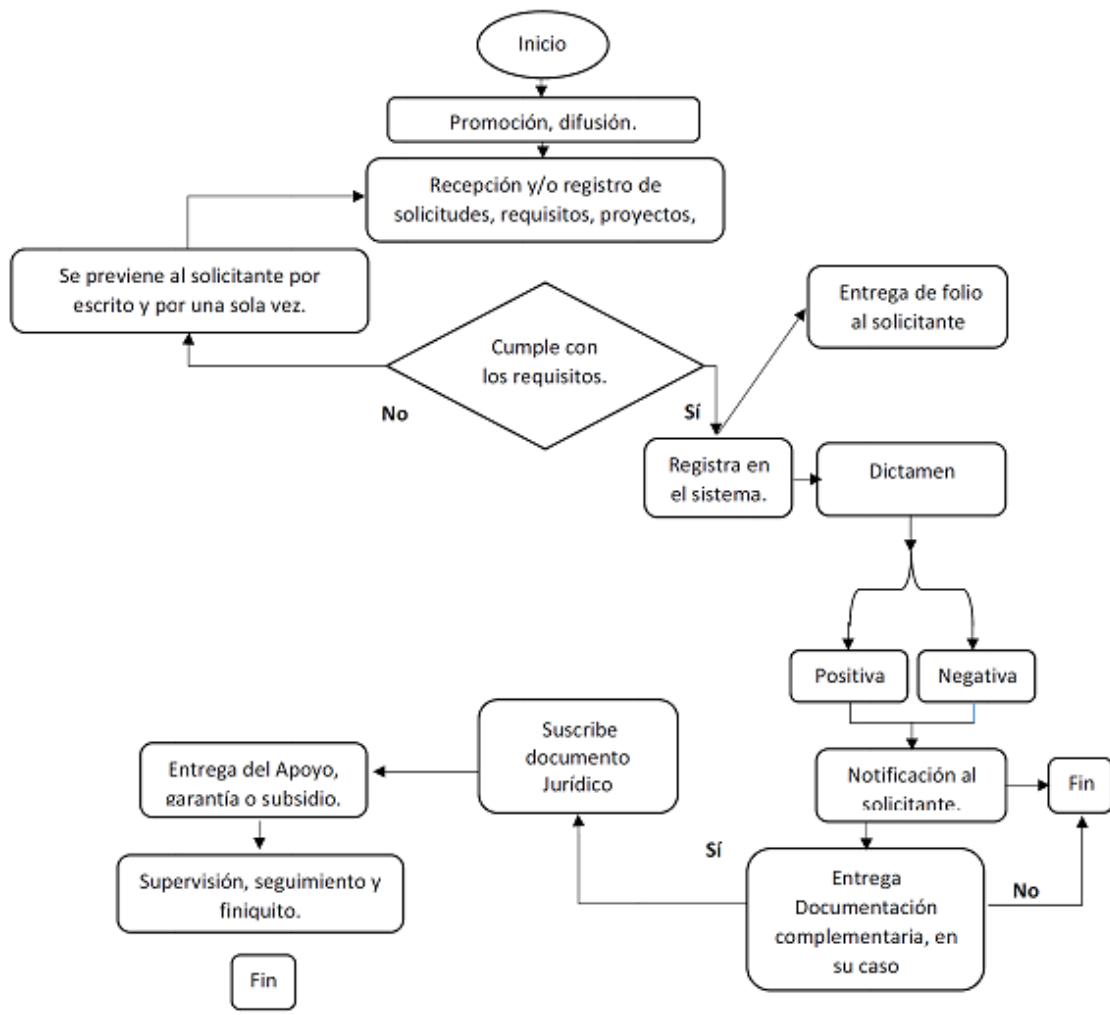 Inicio
Promoción, difusión.
Recepción y/o registro de
solicitudes, requisitos, proyectos,
Se previene al solicitante por
escrito y por una sola vez.
Entrega de folio
al solicitante
Cumple con
los requisitos.
No
Sí
Registra en
el sistema.
Dictamen
Positiva
Negativa
Suscribe
documento
Jurídico
Entrega del Apoyo,
garantía o subsidio.
Notificación al
solicitante.
Fin
Sí
No
Entrega
Documentación
complementaria, en
su caso
Supervisión, seguimiento y
finiquito.
Fin